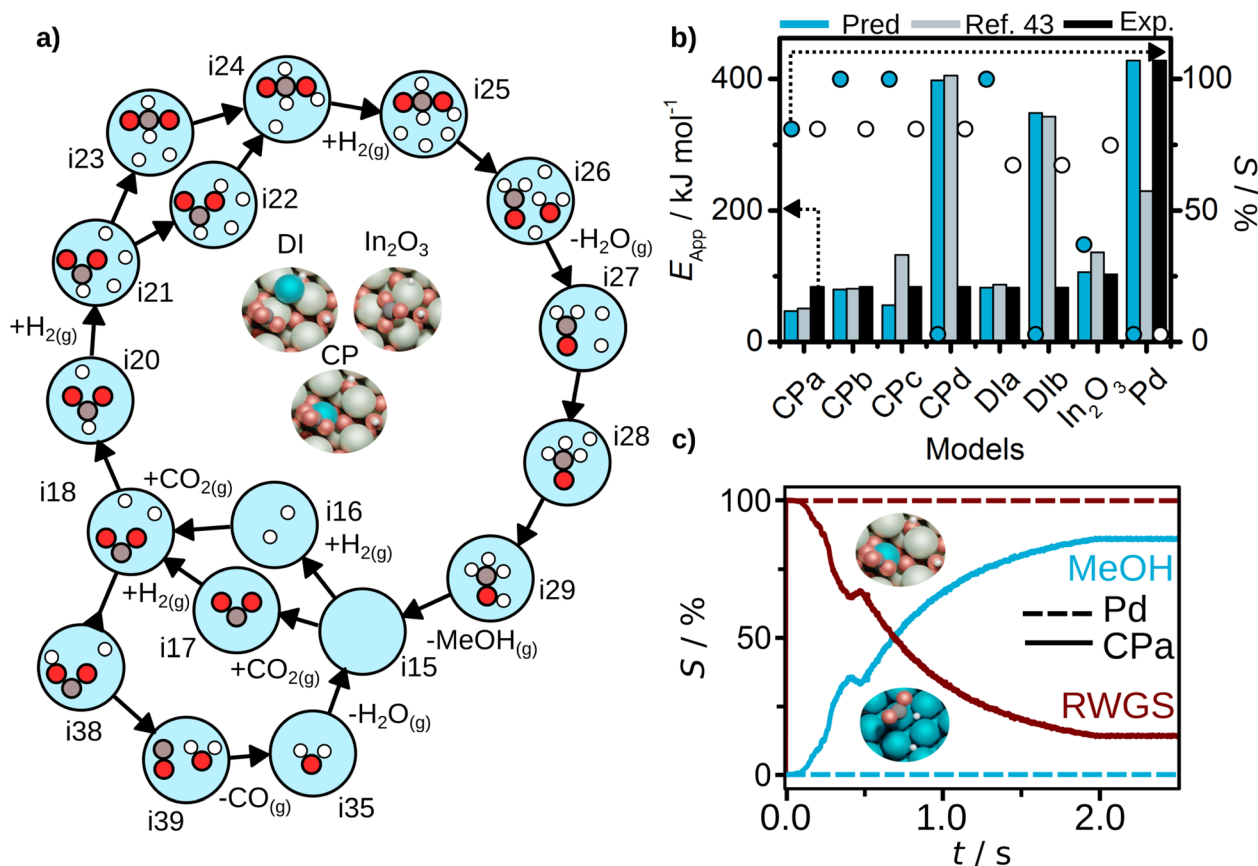 a)
i24
i25
i23
+H2(g)
i26
i22
-H2O(g)
DI
In2O3
i27
i21
+H2(g)
CP
i20
i28
+CO2(g)
i18
i16
+H2(g)
i29
+H2(g)
i17
-MeOH(g)
+CO2(g)
i15
i38
-H2O(g)
-CO(g)
i39
i35
b)
Pred
Ref. 43
Exp.
400
200
0
EApp / kJ mol-1
100
50
0
S / %
CPa
CPb
CPc
CPd
DIa
DIb
In2O3
Pd
Models
c)
100
50
0
S / %
MeOH
Pd
CPa
RWGS
0.0
1.0
2.0
t / s